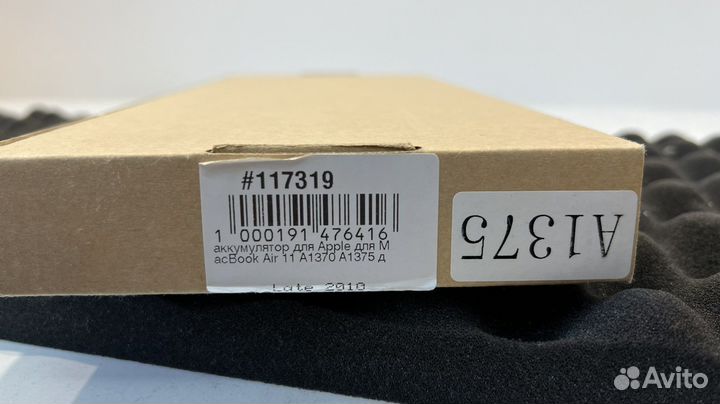 #117319
1 000191 476416
аккумулятор для Apple для M
acBook Air 11 A1370 A1375 д
Late 2010
A1375
Avito